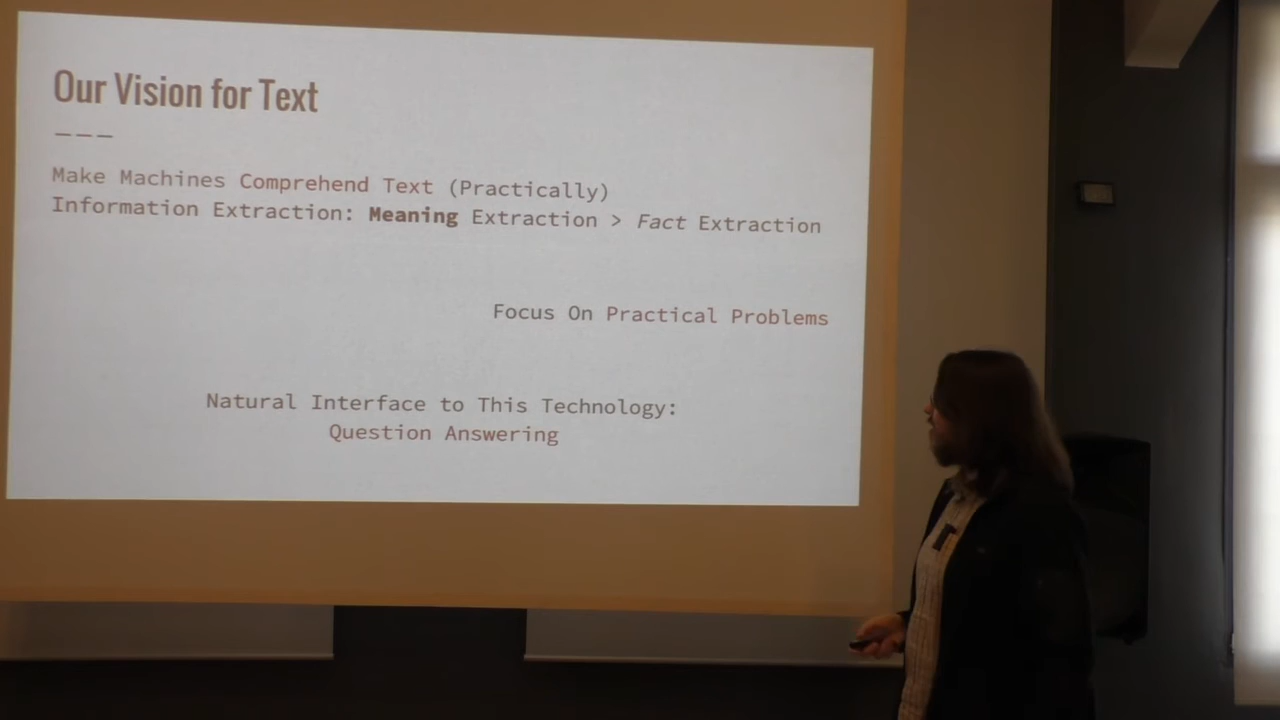 Our Vision for Text
___
Make Machines Comprehend Text (Practically)
Information Extraction: Meaning Extraction > Fact Extraction
Focus On Practical Problems
Natural Interface to This Technology:
Question Answering